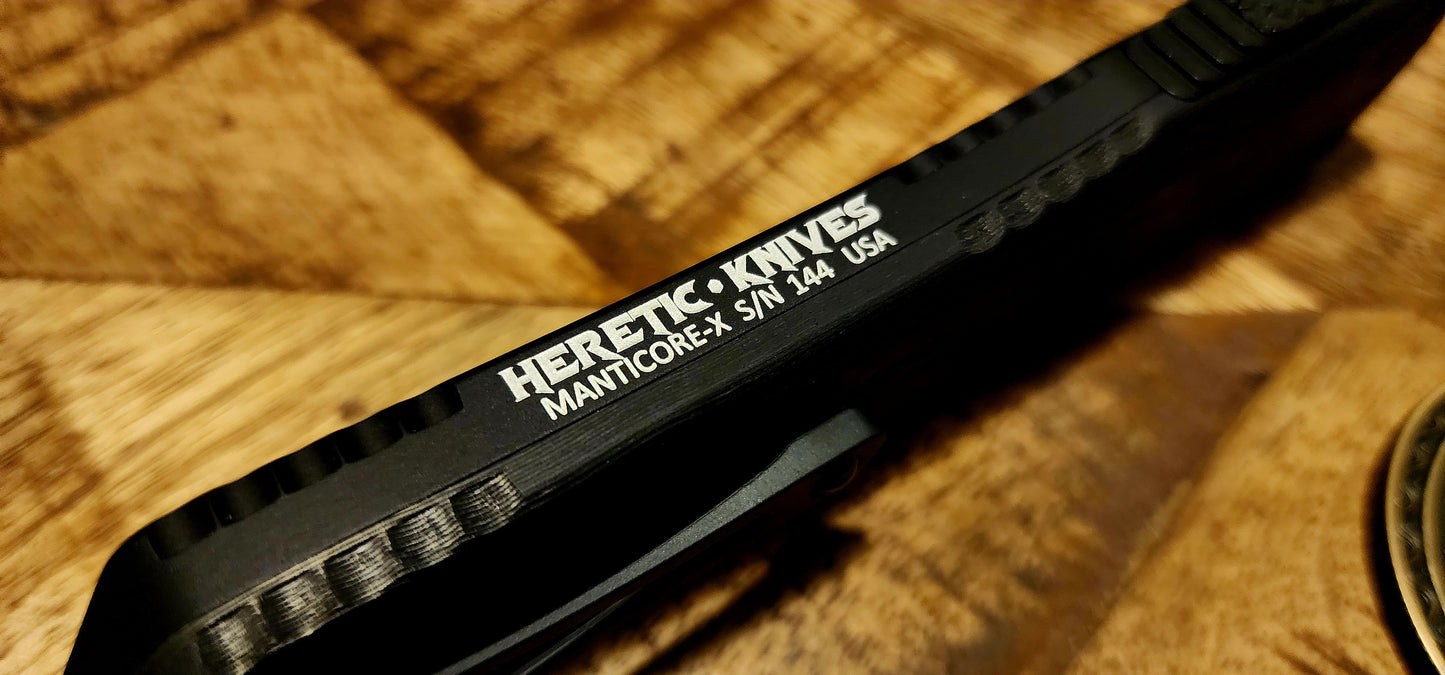 HERETIC • KNIVES
MANTICORE-X S/N 144 USA